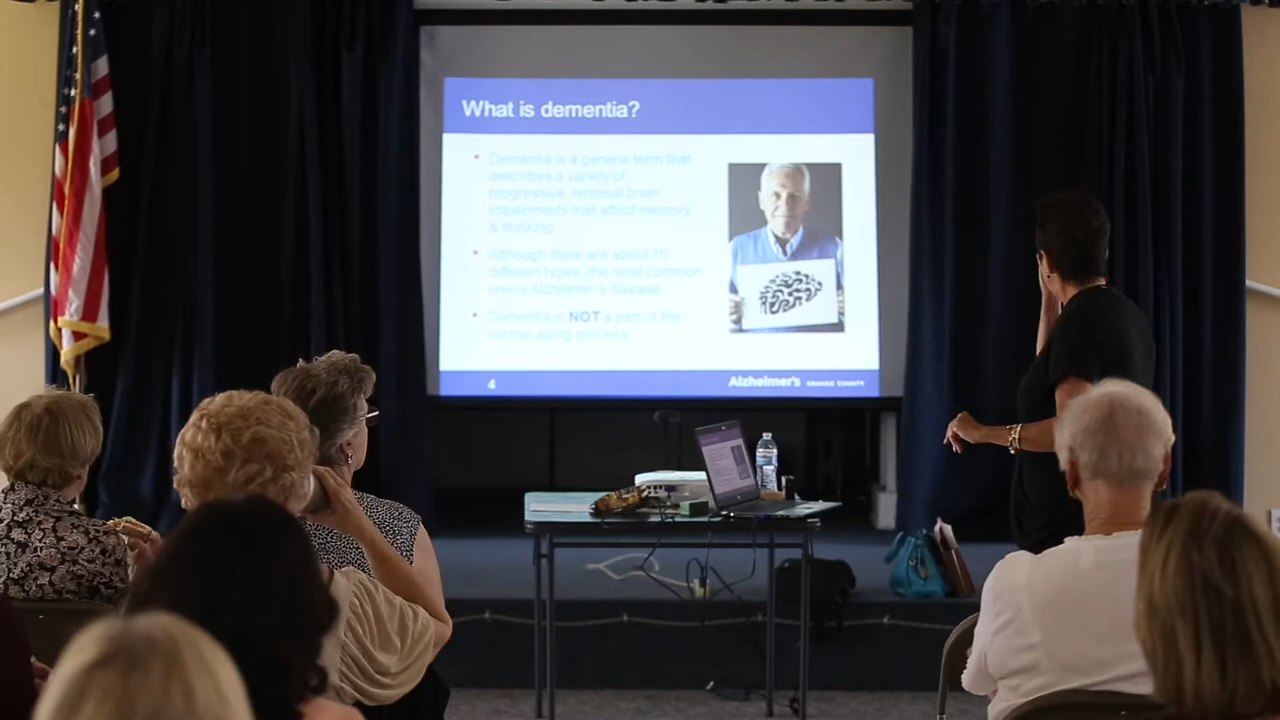 What is dementia?
• Dementia is a general term that
describes a variety of
progressive, terminal brain
impairments that affect memory
& thinking
• Although there are about 70
different types, the most common
one is Alzheimer's disease
• Dementia is NOT a part of the
normal aging process
4
Alzheimer's ORANGE COUNTY